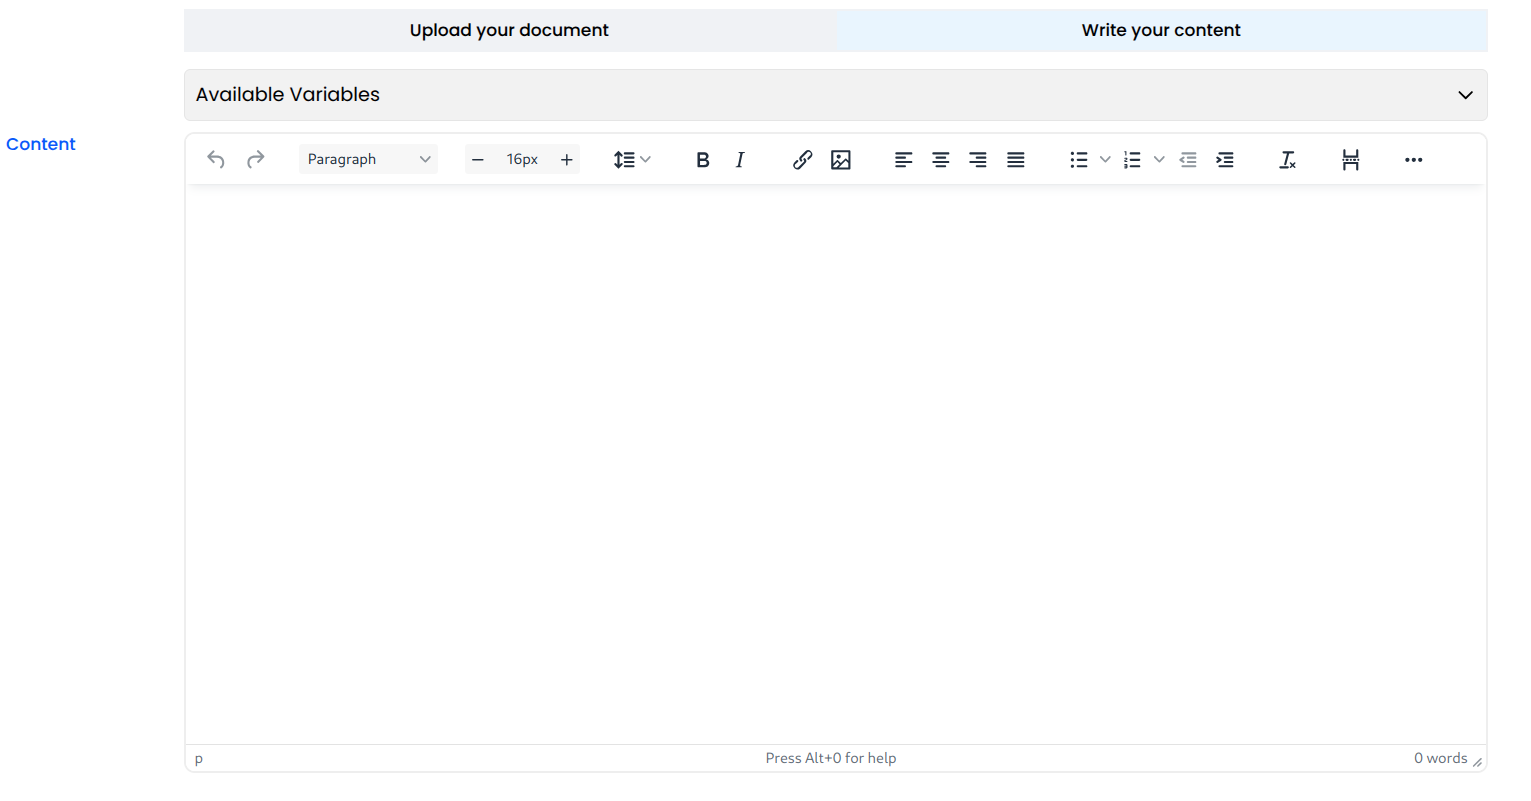 Upload your document
Write your content
Available Variables
Content
Paragraph
16px
p
Press Alt+0 for help
0 words